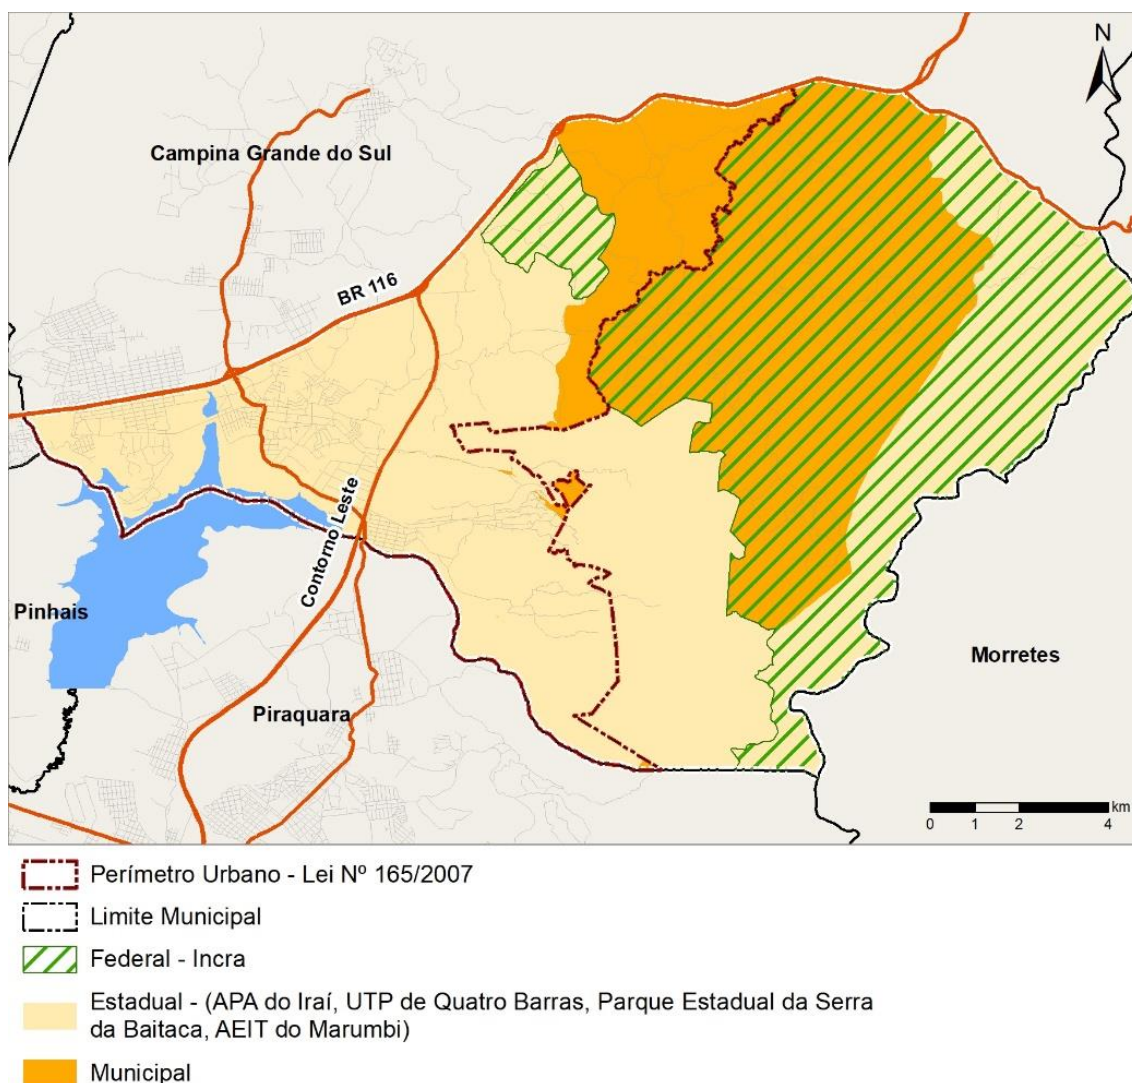 N
Campina Grande do Sul
BR 116
Contorno Leste
Pinhais
Morretes
Piraquara
km
0 1 2 4
Perímetro Urbano - Lei Nº 165/2007
Limite Municipal
Federal - Incra
Estadual - (APA do Iraí, UTP de Quatro Barras, Parque Estadual da Serra
da Baitaca, AEIT do Marumbi)
Municipal